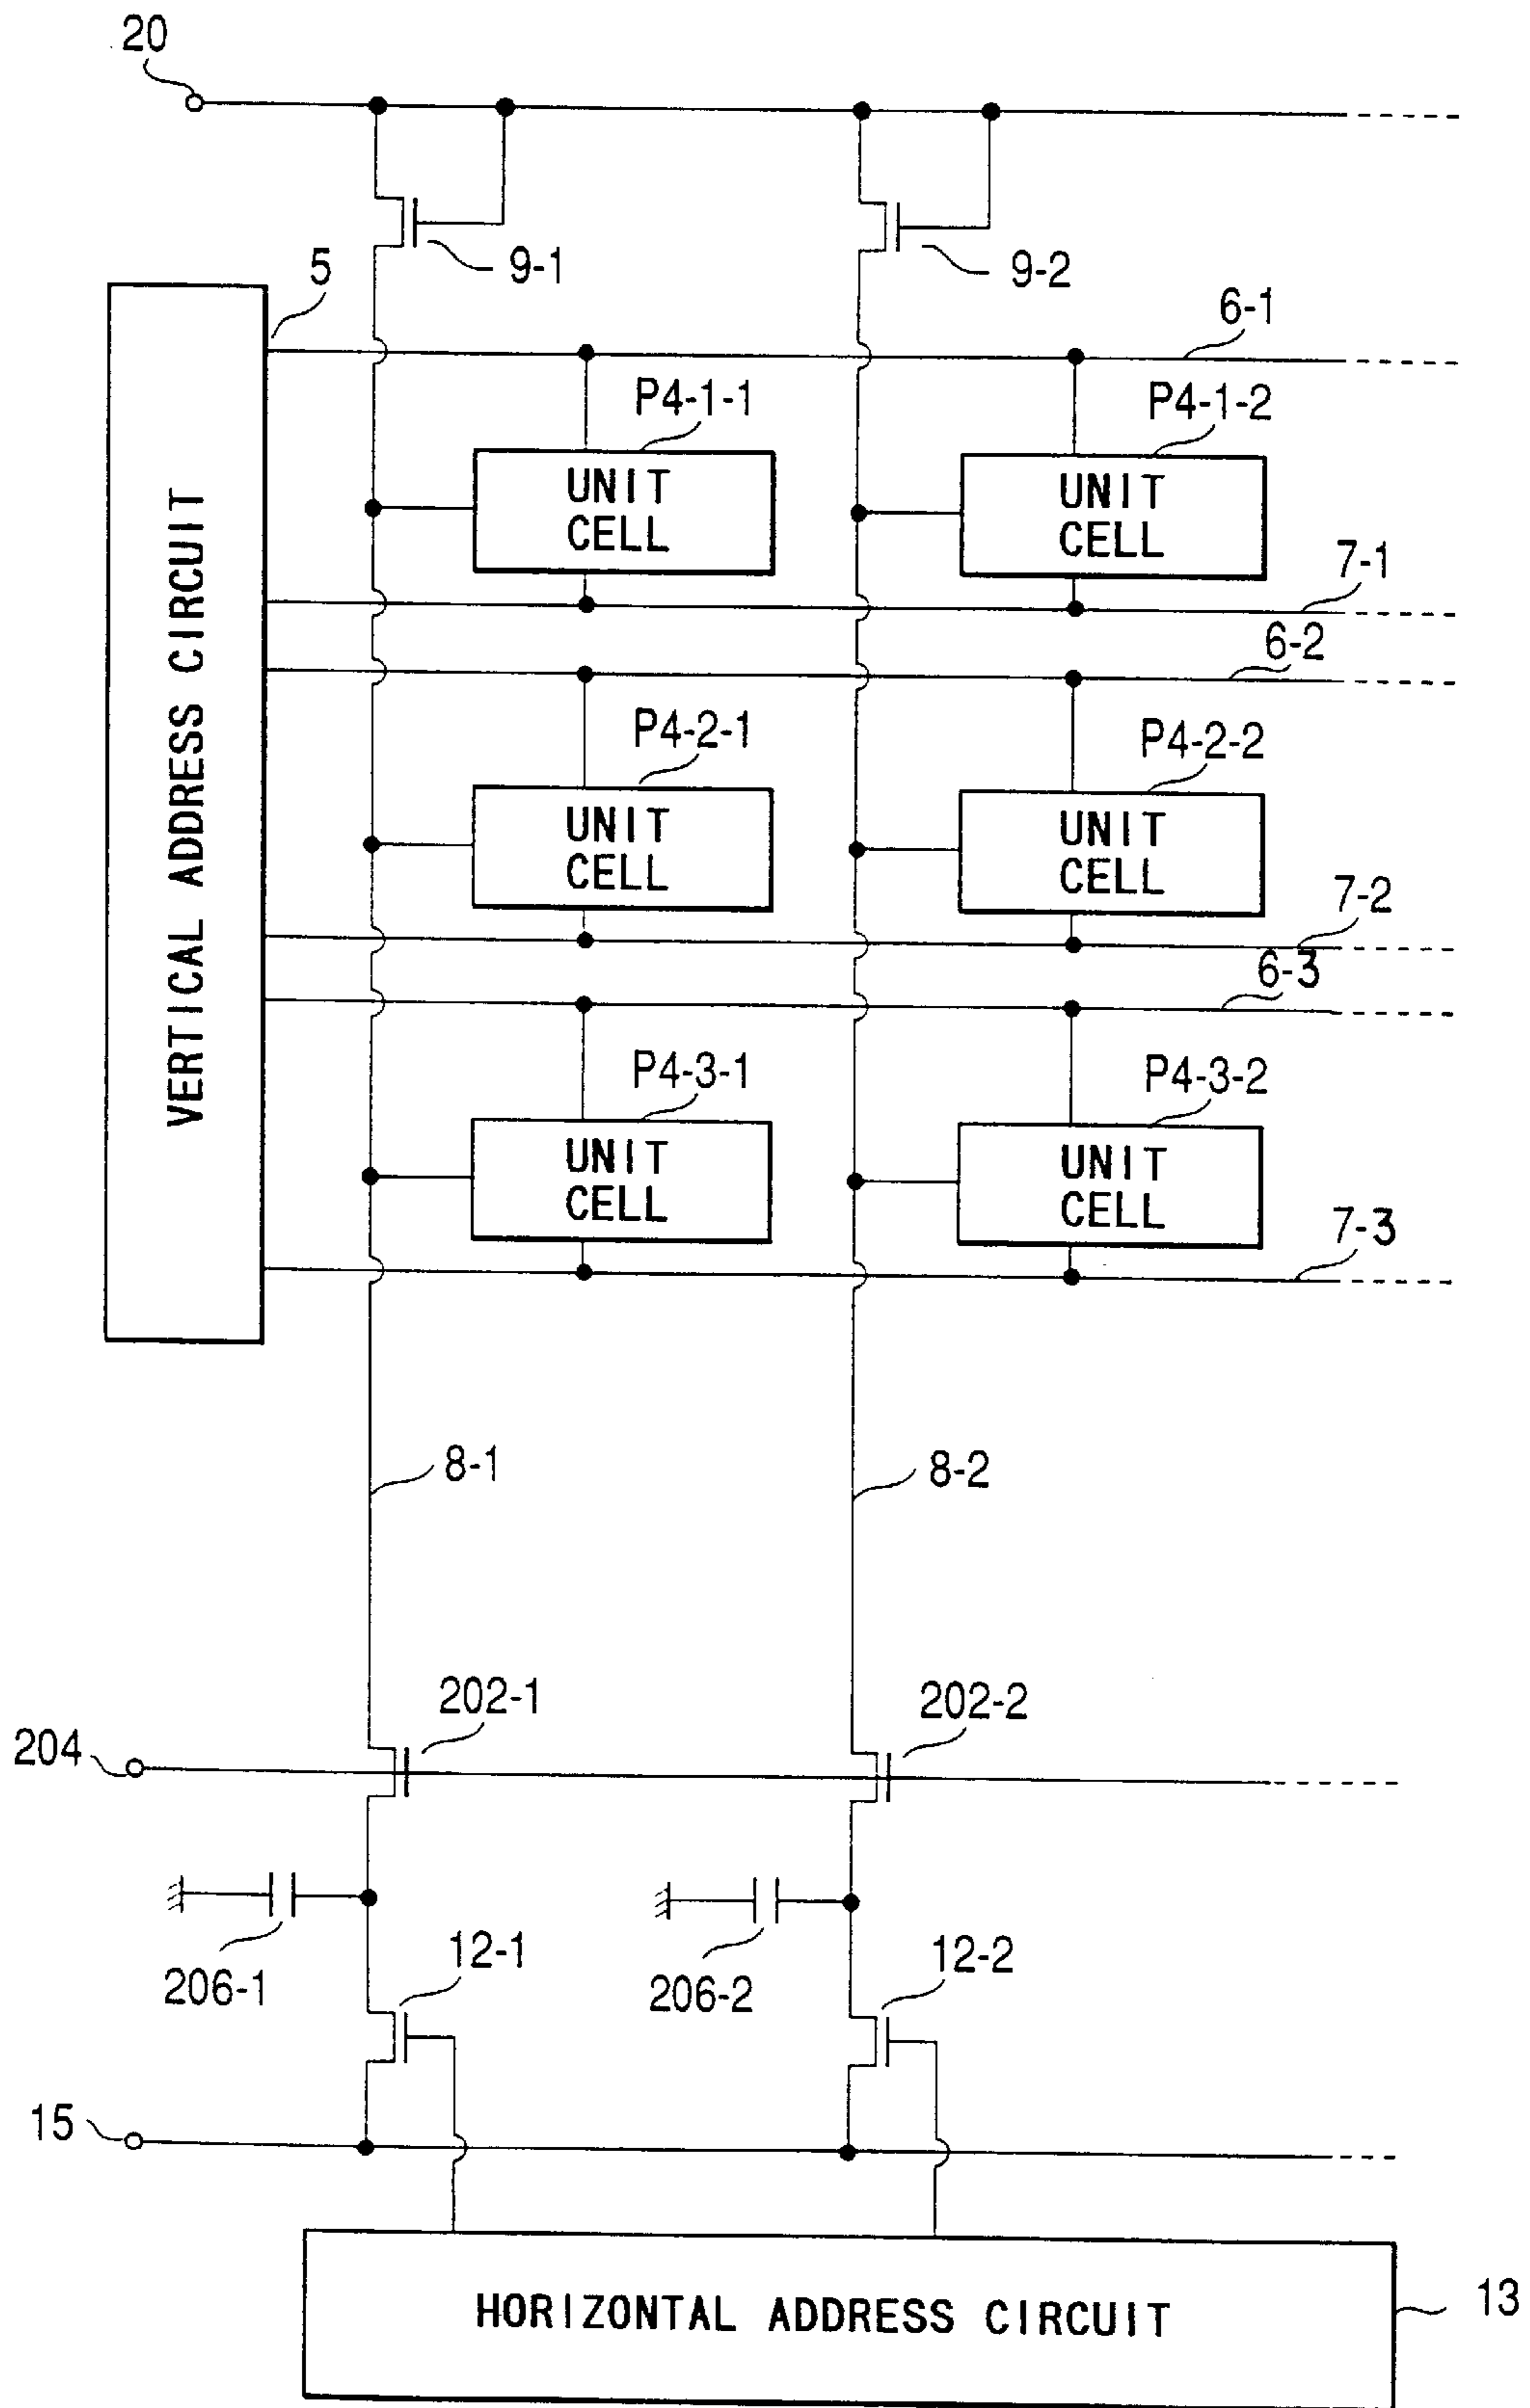 20
9-1
9-2
5
6-1
P4-1-1
P4-1-2
UNIT
CELL
UNIT
CELL
7-1
6-2
P4-2-1
P4-2-2
UNIT
CELL
UNIT
CELL
7-2
6-3
P4-3-1
P4-3-2
UNIT
CELL
UNIT
CELL
7-3
VERTICAL ADDRESS CIRCUIT
8-1
8-2
202-1
202-2
204
206-1
12-1
206-2
12-2
15
HORIZONTAL ADDRESS CIRCUIT
13